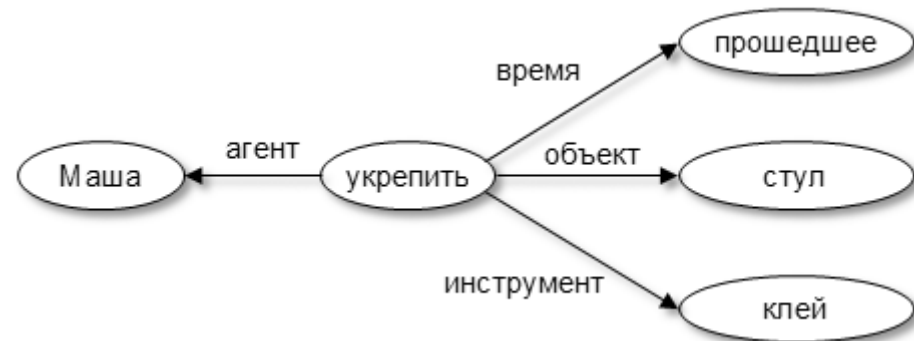 прошедшее
время
агент
объект
Маша
укрепить
стул
инструмент
клей